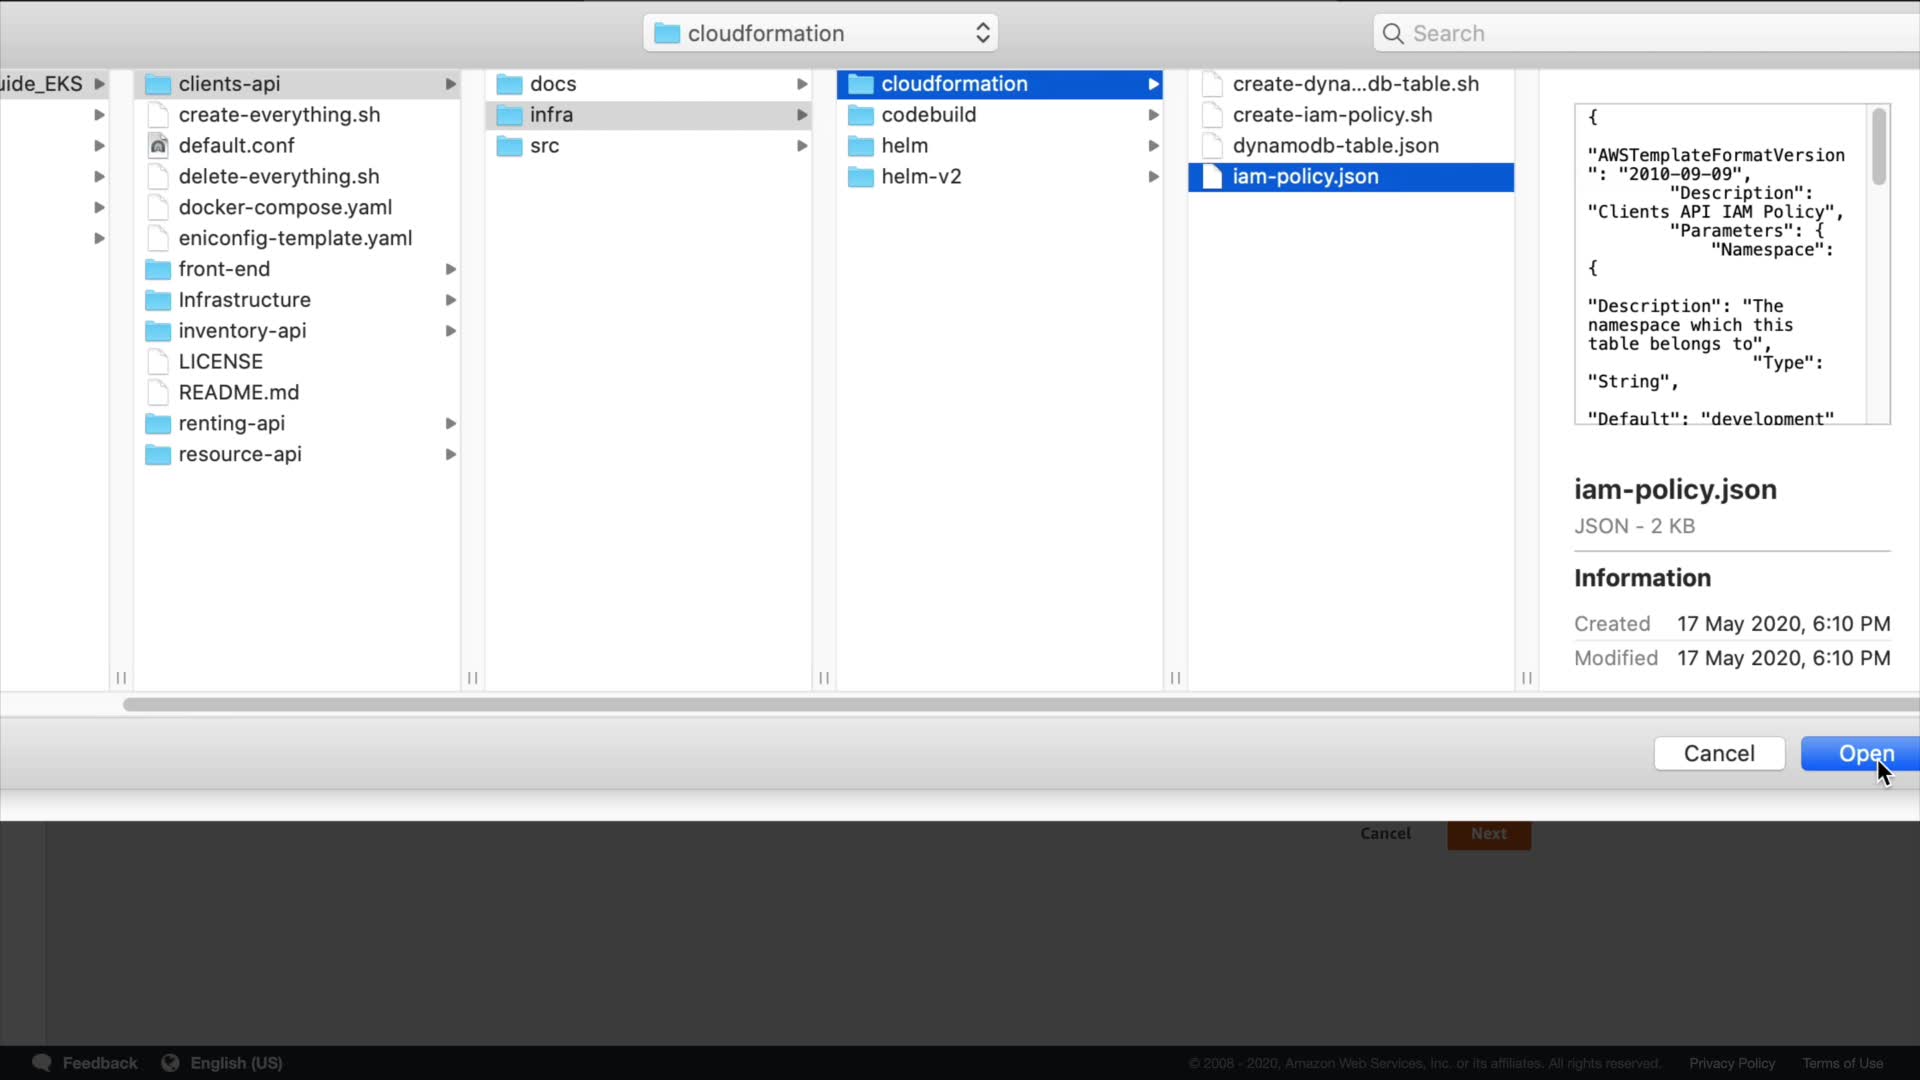 cloudformation
Search
uide_EKS
clients-api
create-everything.sh
default.conf
delete-everything.sh
docker-compose.yaml
eniconfig-template.yaml
front-end
Infrastructure
inventory-api
LICENSE
README.md
renting-api
resource-api
docs
infra
src
cloudformation
codebuild
helm
helm-v2
create-dyna...db-table.sh
create-iam-policy.sh
dynamodb-table.json
iam-policy.json
{
"AWSTemplateFormatVersion
": "2010-09-09",
"Description":
"Clients API IAM Policy",
"Parameters": {
"Namespace":
{
"Description": "The
namespace which this
table belongs to",
"Type":
"String",
"Default": "development"
iam-policy.json
JSON - 2 KB
Information
Created 17 May 2020, 6:10 PM
Modified 17 May 2020, 6:10 PM
Cancel
Open
Cancel
Next
Feedback
English (US)
© 2008 - 2020, Amazon Web Services, Inc. or its affiliates. All rights reserved.
Privacy Policy
Terms of Use